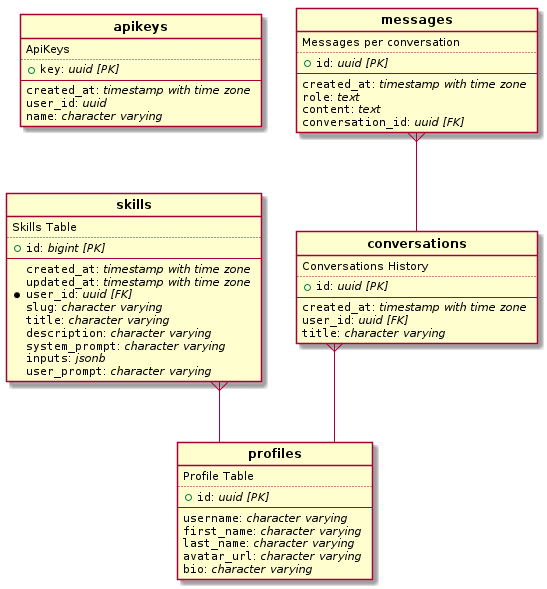 apikeys
ApiKeys
key: uuid [PK]
created_at: timestamp with time zone
user_id: uuid
name: character varying
messages
Messages per conversation
id: uuid [PK]
created_at: timestamp with time zone
role: text
content: text
conversation_id: uuid [FK]
skills
Skills Table
id: bigint [PK]
created_at: timestamp with time zone
updated_at: timestamp with time zone
user_id: uuid [FK]
slug: character varying
title: character varying
description: character varying
system_prompt: character varying
inputs: jsonb
user_prompt: character varying
conversations
Conversations History
id: uuid [PK]
created_at: timestamp with time zone
user_id: uuid [FK]
title: character varying
profiles
Profile Table
id: uuid [PK]
username: character varying
first_name: character varying
last_name: character varying
avatar_url: character varying
bio: character varying